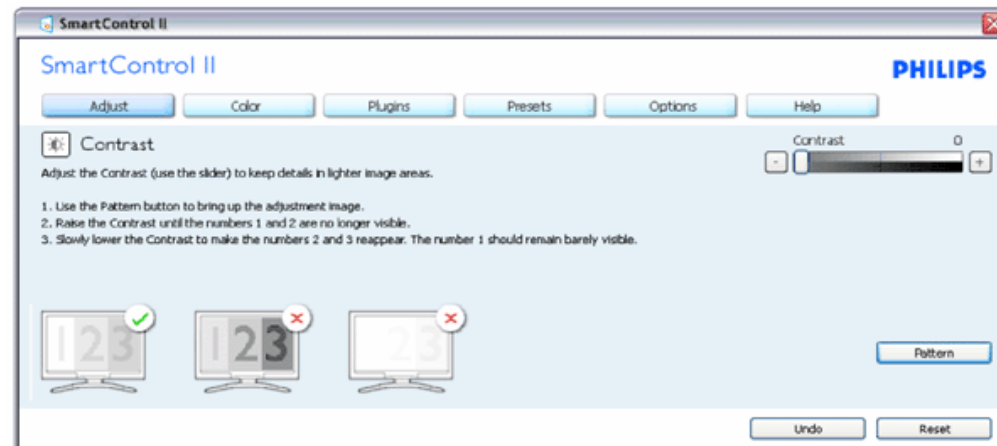 SmartControl II
SmartControl II
PHILIPS
Adjust Color Plugins Presets Options Help
Contrast
Contrast 0
- +
Adjust the Contrast (use the slider) to keep details in lighter image areas.
1. Use the Pattern button to bring up the adjustment image.
2. Raise the Contrast until the numbers 1 and 2 are no longer visible.
3. Slowly lower the Contrast to make the numbers 2 and 3 reappear. The number 1 should remain barely visible.
123 123 23
Pattern
Undo Reset